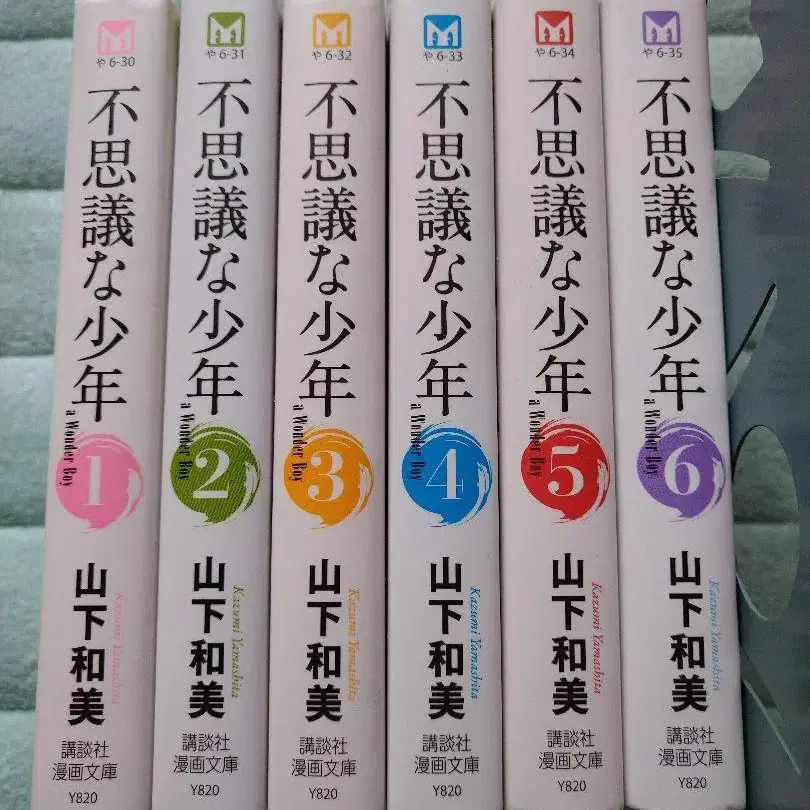 や6-30
不思議な少年
a Wonder Boy
1
山下和美
Kazumi Yamashita
講談社
漫画文庫
Y820
や6-31
不思議な少年
a Wonder Boy
2
山下和美
Kazumi Yamashita
講談社
漫画文庫
Y820
や6-32
不思議な少年
a Wonder Boy
3
山下和美
Kazumi Yamashita
講談社
漫画文庫
Y820
や6-33
不思議な少年
a Wonder Boy
4
山下和美
Kazumi Yamashita
講談社
漫画文庫
Y820
や6-34
不思議な少年
a Wonder Boy
5
山下和美
Kazumi Yamashita
講談社
漫画文庫
Y820
や6-35
不思議な少年
a Wonder Boy
6
山下和美
Kazumi Yamashita
講談社
漫画文庫
Y820